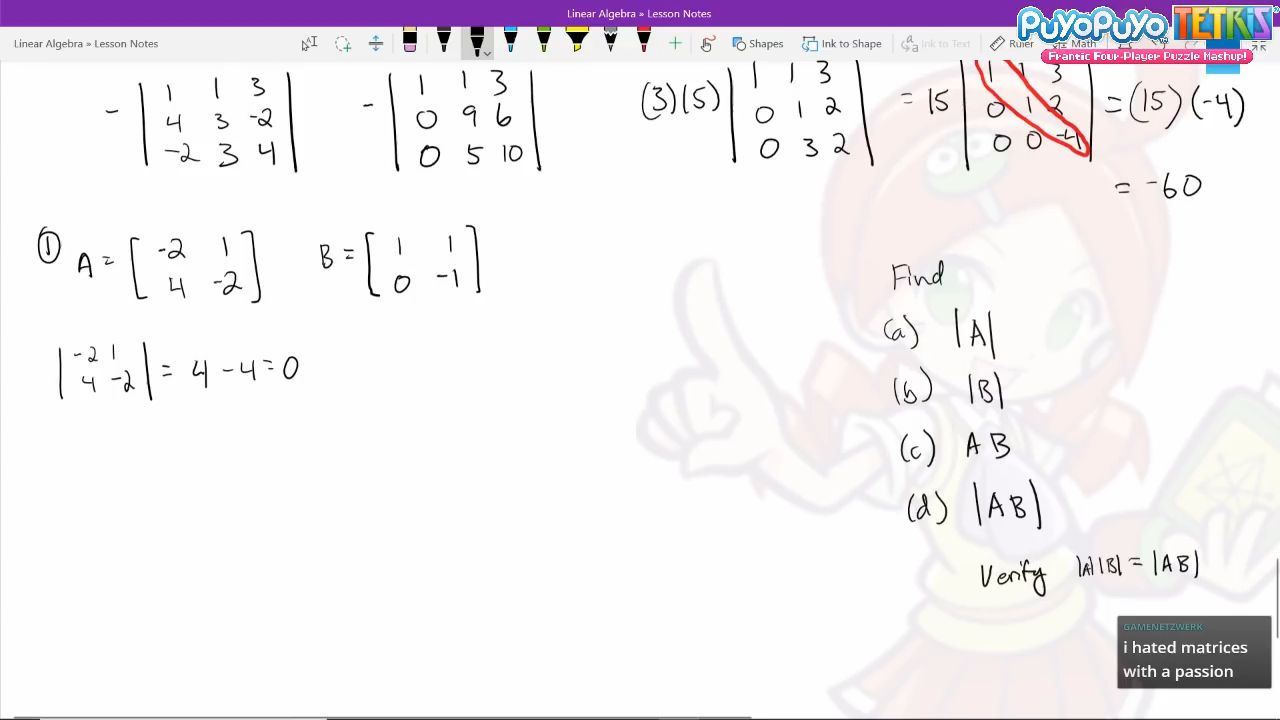 Linear Algebra » Lesson Notes
Linear Algebra » Lesson Notes
Shapes
Ink to Shape
Ink to Text
Ruler
Math
PUYOPUYO TETRIS
Frantic Four-Player Puzzle Mashup!
- | 1 1 3 |
| 4 3 -2 |
| -2 3 4 |
- | 1 1 3 |
| 0 9 6 |
| 0 5 10 |
(3)(5) | 1 1 3 |
| 0 1 2 |
| 0 3 2 |
= 15 | 1 1 3 |
| 0 1 2 |
| 0 0 -4 |
= (15)(-4)
= -60
① A = [ -2 1 ]
[ 4 -2 ]
B = [ 1 1 ]
[ 0 -1 ]
| -2 1 |
| 4 -2 | = 4 - 4 = 0
Find
(a) |A|
(b) |B|
(c) AB
(d) |AB|
Verify |A||B| = |AB|
GAMENETZWERK
i hated matrices
with a passion